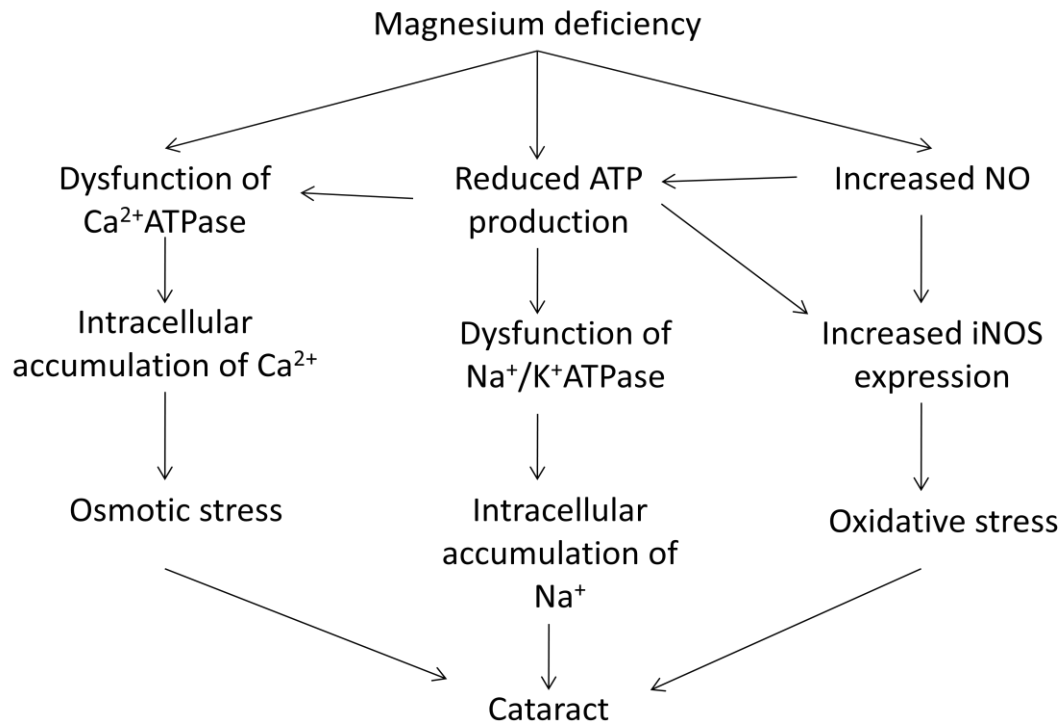 Magnesium deficiency
Dysfunction of
Ca²⁺ATPase
Reduced ATP
production
Increased NO
Intracellular
accumulation of Ca²⁺
Dysfunction of
Na⁺/K⁺ATPase
Increased iNOS
expression
Osmotic stress
Intracellular
accumulation of
Na⁺
Oxidative stress
Cataract